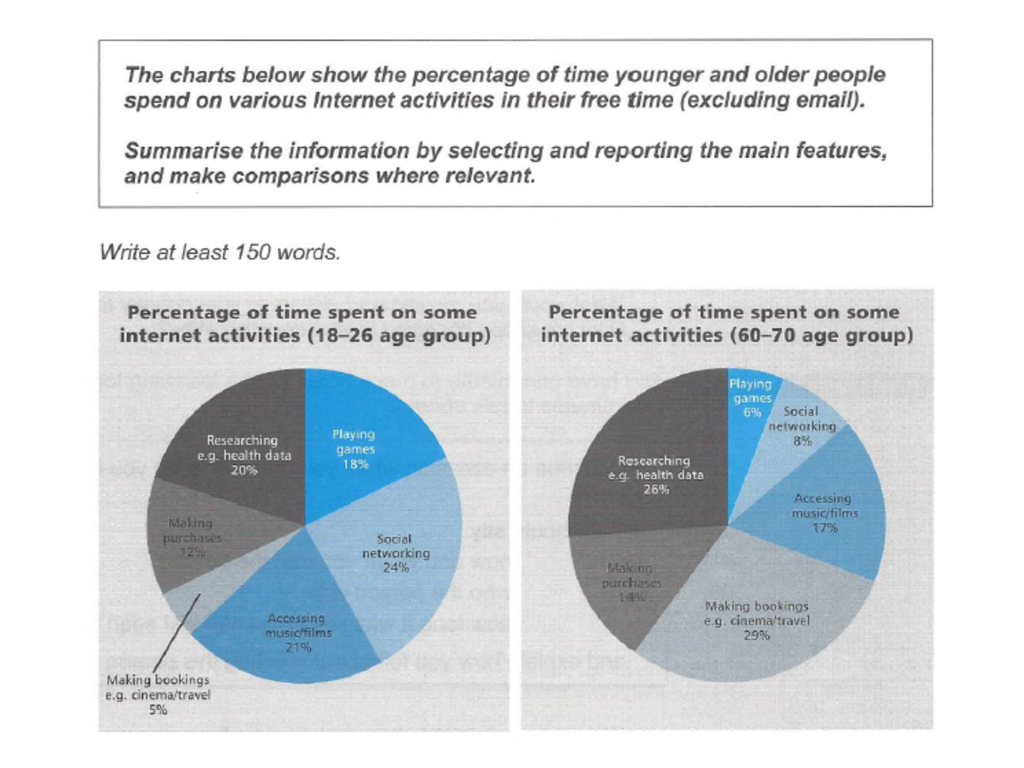 The charts below show the percentage of time younger and older people
spend on various Internet activities in their free time (excluding email).
Summarise the information by selecting and reporting the main features,
and make comparisons where relevant.
Write at least 150 words.
Percentage of time spent on some
internet activities (18–26 age group)
Researching
e.g. health data
20%
Playing
games
18%
Making
purchases
12%
Social
networking
24%
Accessing
music/films
21%
Making bookings
e.g. cinema/travel
5%
Percentage of time spent on some
internet activities (60–70 age group)
Playing
games
6%
Social
networking
8%
Researching
e.g. health data
26%
Accessing
music/films
17%
Making
purchases
14%
Making bookings
e.g. cinema/travel
29%